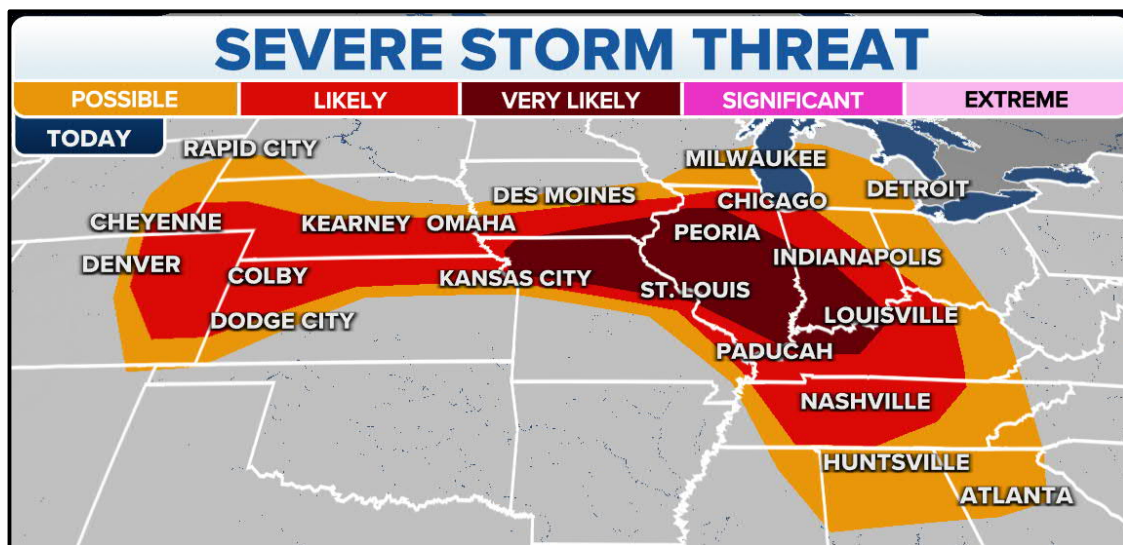 SEVERE STORM THREAT
POSSIBLE LIKELY VERY LIKELY SIGNIFICANT EXTREME
TODAY
RAPID CITY
MILWAUKEE
DETROIT
DES MOINES
CHICAGO
CHEYENNE
KEARNEY
OMAHA
PEORIA
DENVER
COLBY
KANSAS CITY
INDIANAPOLIS
ST. LOUIS
DODGE CITY
LOUISVILLE
PADUCAH
NASHVILLE
HUNTSVILLE
ATLANTA